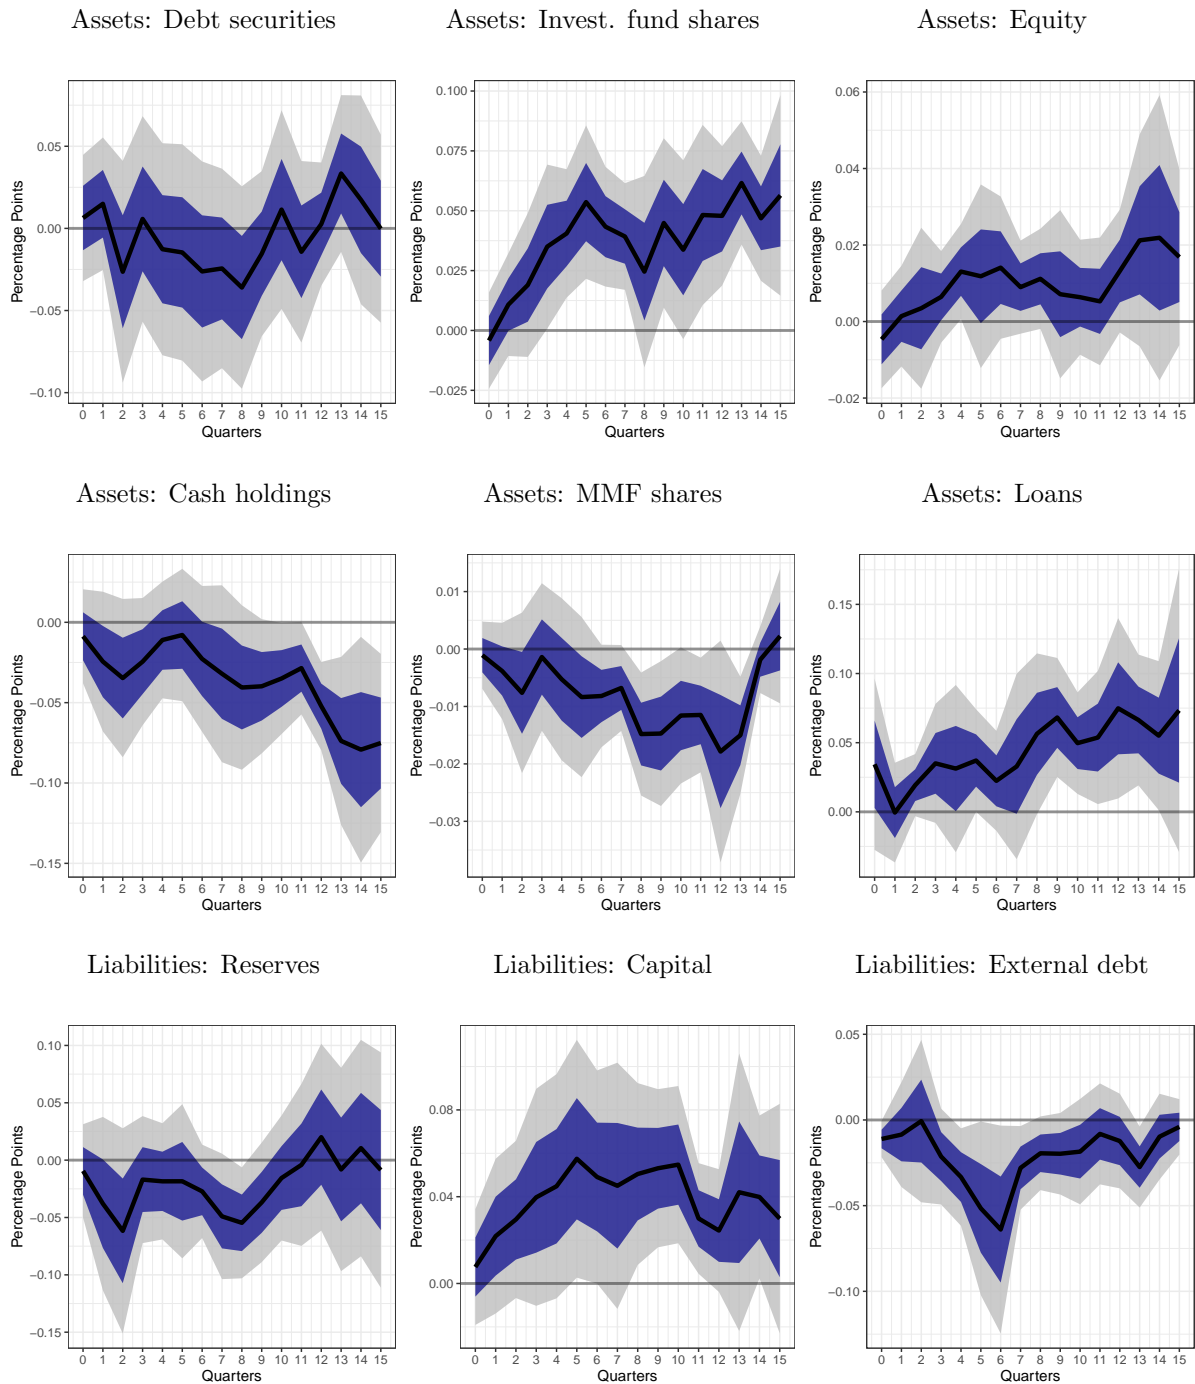 Assets: Debt securities
Assets: Invest. fund shares
Assets: Equity
Percentage Points
0.05
0.00
−0.05
−0.10
0 1 2 3 4 5 6 7 8 9 10 11 12 13 14 15
Quarters
Percentage Points
0.100
0.075
0.050
0.025
0.000
−0.025
0 1 2 3 4 5 6 7 8 9 10 11 12 13 14 15
Quarters
Percentage Points
0.06
0.04
0.02
0.00
−0.02
0 1 2 3 4 5 6 7 8 9 10 11 12 13 14 15
Quarters
Assets: Cash holdings
Assets: MMF shares
Assets: Loans
Percentage Points
0.00
−0.05
−0.10
−0.15
0 1 2 3 4 5 6 7 8 9 10 11 12 13 14 15
Quarters
Percentage Points
0.01
0.00
−0.01
−0.02
−0.03
0 1 2 3 4 5 6 7 8 9 10 11 12 13 14 15
Quarters
Percentage Points
0.15
0.10
0.05
0.00
0 1 2 3 4 5 6 7 8 9 10 11 12 13 14 15
Quarters
Liabilities: Reserves
Liabilities: Capital
Liabilities: External debt
Percentage Points
0.10
0.05
0.00
−0.05
−0.10
−0.15
0 1 2 3 4 5 6 7 8 9 10 11 12 13 14 15
Quarters
Percentage Points
0.08
0.04
0.00
0 1 2 3 4 5 6 7 8 9 10 11 12 13 14 15
Quarters
Percentage Points
0.05
0.00
−0.05
−0.10
0 1 2 3 4 5 6 7 8 9 10 11 12 13 14 15
Quarters